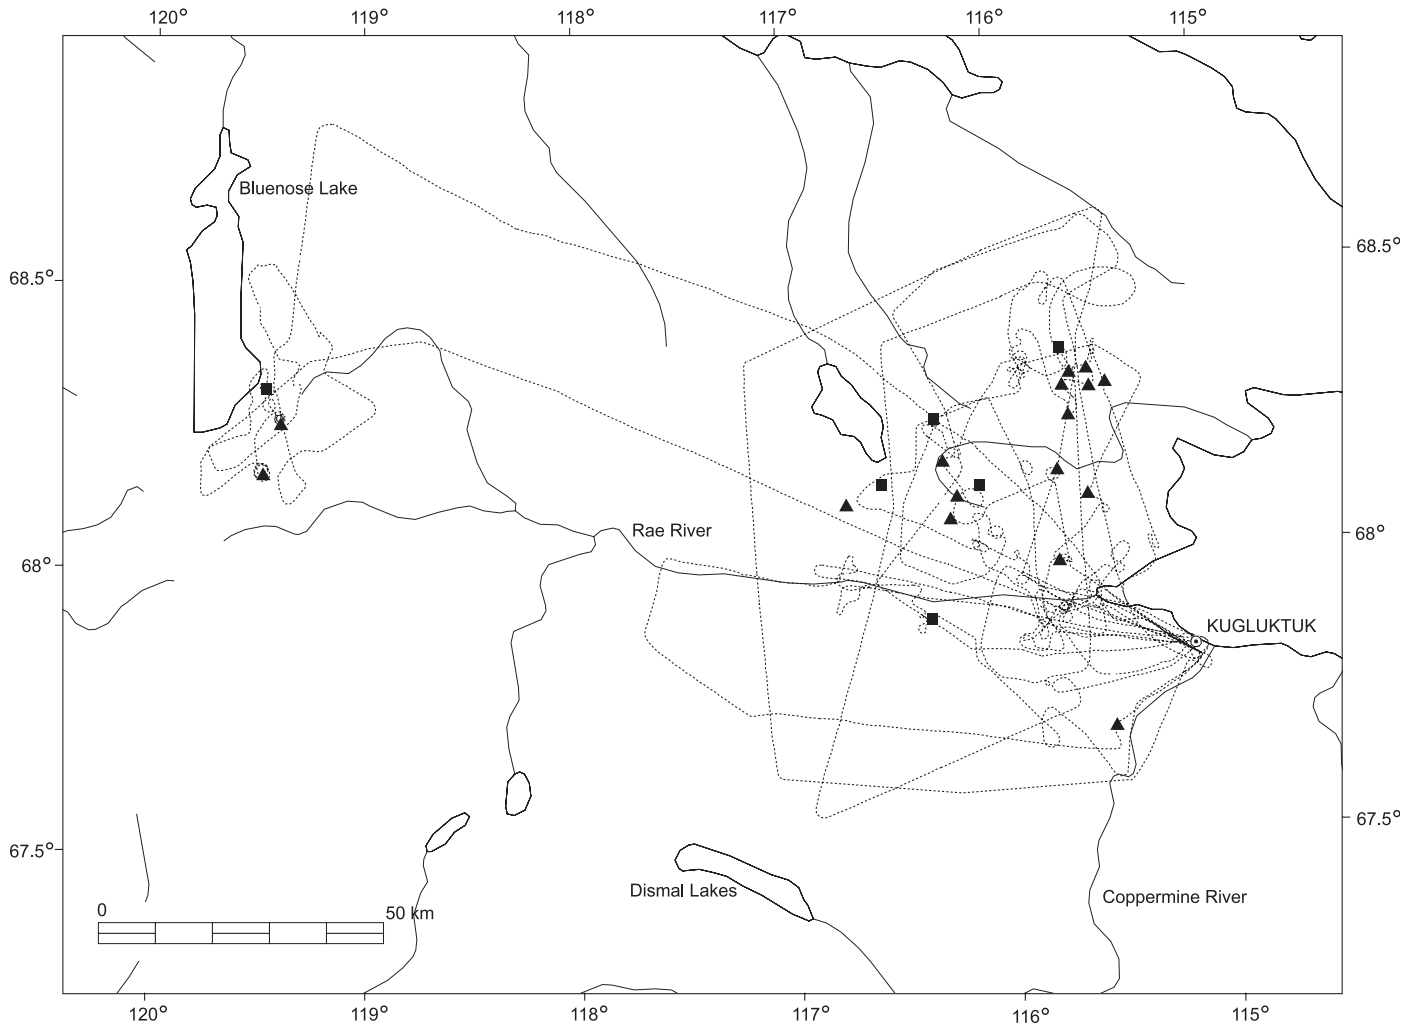 120° 119° 118° 117° 116° 115°
Bluenose Lake
68.5° 68.5°
Rae River
68° 68°
KUGLUKTUK
67.5° 67.5°
Dismal Lakes
Coppermine River
0 50 km
120° 119° 118° 117° 116° 115°